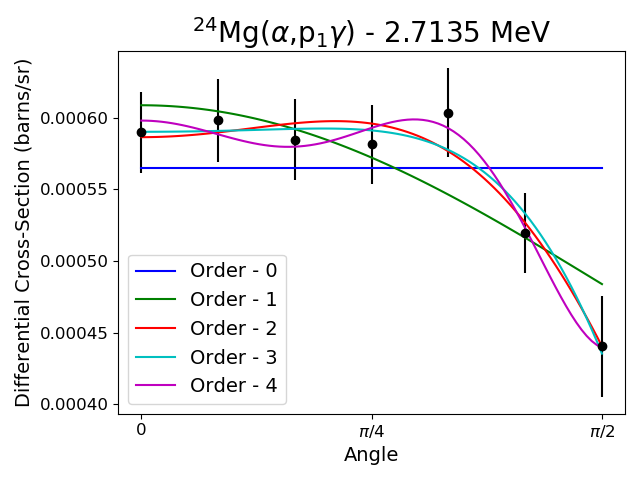 ²⁴Mg(α,p₁γ) - 2.7135 MeV
Differential Cross-Section (barns/sr)
0.00060
0.00055
0.00050
0.00045
0.00040
Order - 0
Order - 1
Order - 2
Order - 3
Order - 4
0 π/4 π/2
Angle